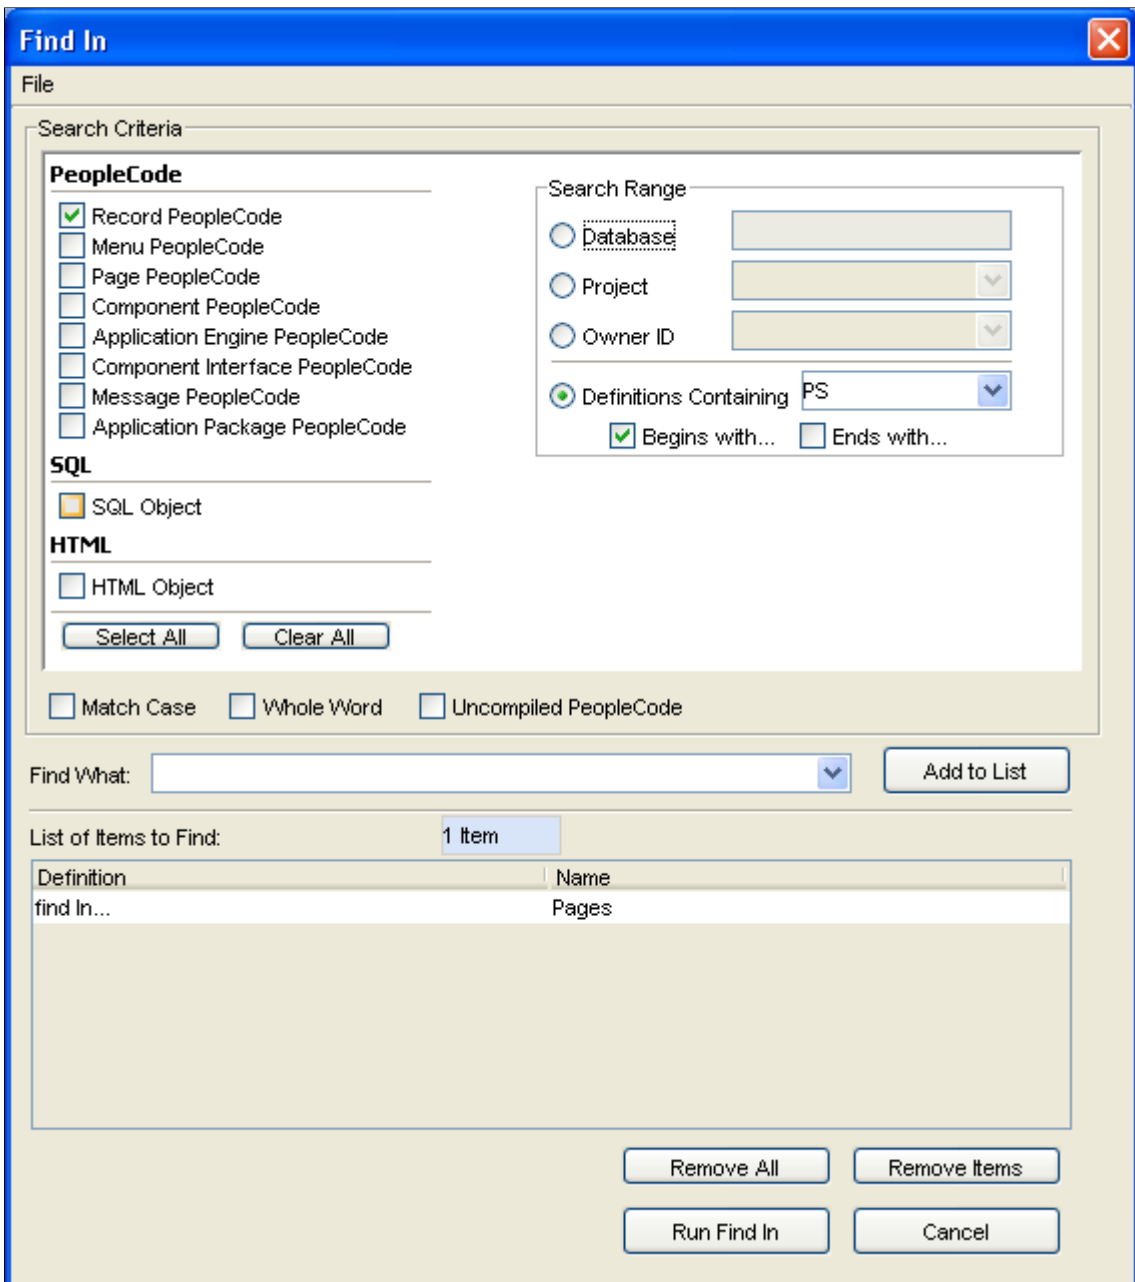 Find In
File
Search Criteria
PeopleCode
Record PeopleCode
Menu PeopleCode
Page PeopleCode
Component PeopleCode
Application Engine PeopleCode
Component Interface PeopleCode
Message PeopleCode
Application Package PeopleCode
SQL
SQL Object
HTML
HTML Object
Select All Clear All
Search Range
Database
Project
Owner ID
Definitions Containing PS
Begins with... Ends with...
Match Case Whole Word Uncompiled PeopleCode
Find What: Add to List
List of Items to Find: 1 Item
Definition Name
find In... Pages
Remove All Remove Items
Run Find In Cancel